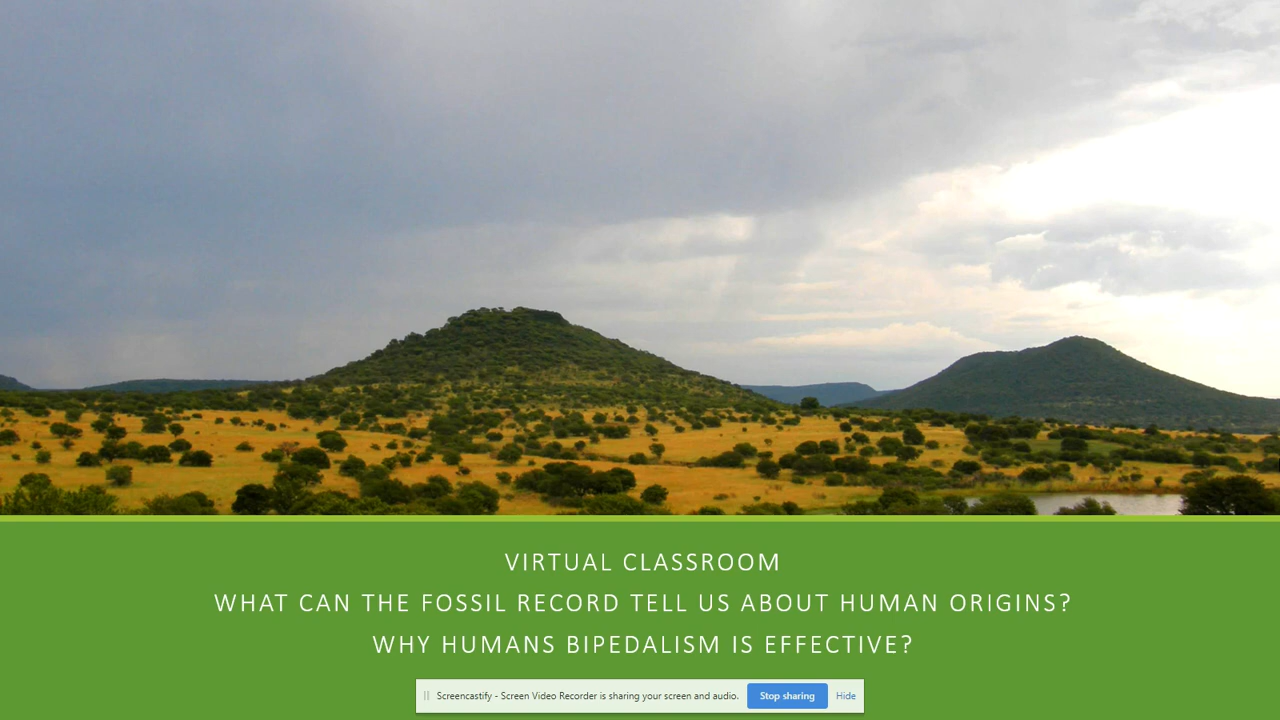 VIRTUAL CLASSROOM
WHAT CAN THE FOSSIL RECORD TELL US ABOUT HUMAN ORIGINS?
WHY HUMANS BIPEDALISM IS EFFECTIVE?
Screencastify - Screen Video Recorder is sharing your screen and audio. Stop sharing Hide